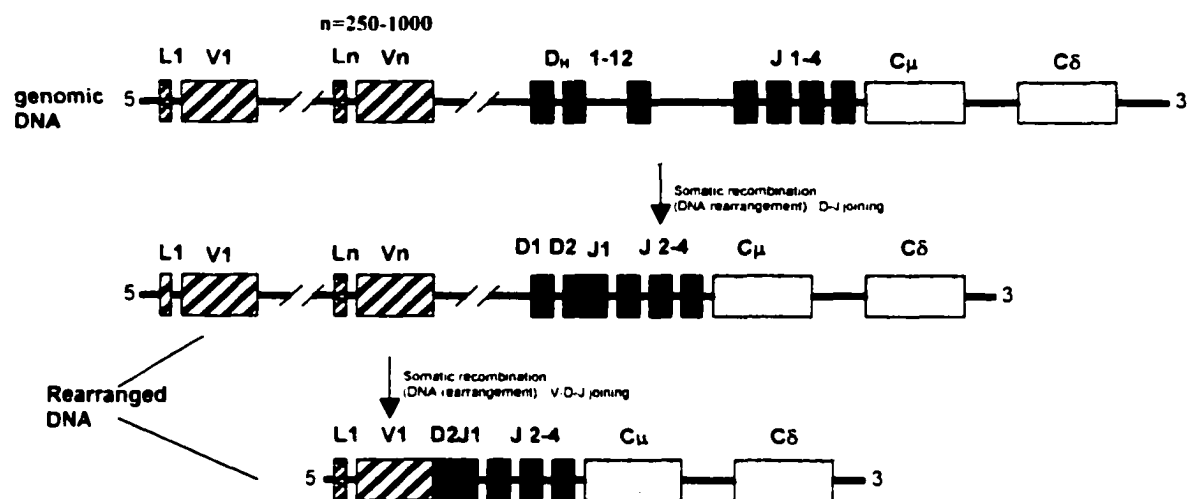 n=250-1000
L1 V1 Ln Vn D_H 1-12 J 1-4 Cμ Cδ
genomic
DNA
5 3
Somatic recombination
(DNA rearrangement) D-J joining
L1 V1 Ln Vn D1 D2 J1 J 2-4 Cμ Cδ
5 3
Somatic recombination
(DNA rearrangement) V-D-J joining
Rearranged
DNA
L1 V1 D2J1 J 2-4 Cμ Cδ
5 3